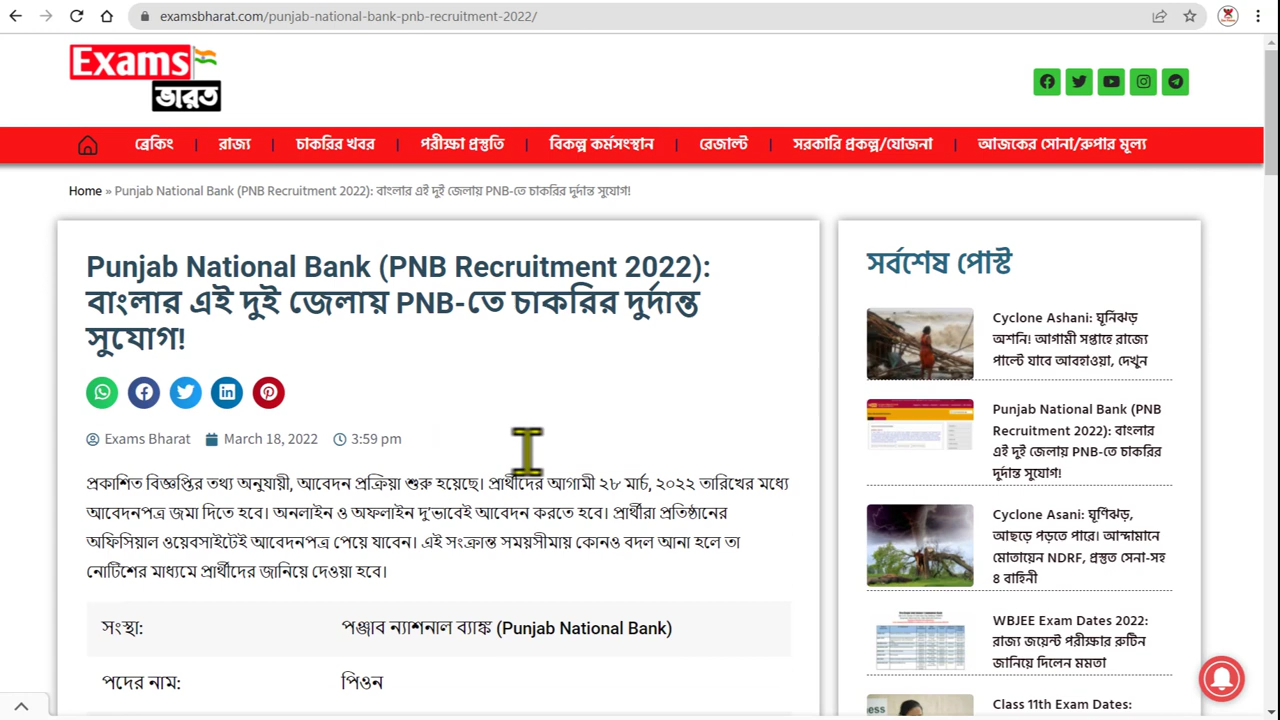 examsbharat.com/punjab-national-bank-pnb-recruitment-2022/
Exams
ভারত
ব্রেকিং | রাজ্য | চাকরির খবর | পরীক্ষা প্রস্তুতি | বিকল্প কর্মসংস্থান | রেজাল্ট | সরকারি প্রকল্প/যোজনা | আজকের সোনা/রুপার মূল্য
Home » Punjab National Bank (PNB Recruitment 2022): বাংলার এই দুই জেলায় PNB-তে চাকরির দুর্দান্ত সুযোগ!
Punjab National Bank (PNB Recruitment 2022):
বাংলার এই দুই জেলায় PNB-তে চাকরির দুর্দান্ত
সুযোগ!
Exams Bharat March 18, 2022 3:59 pm
প্রকাশিত বিজ্ঞপ্তির তথ্য অনুযায়ী, আবেদন প্রক্রিয়া শুরু হয়েছে। প্রার্থীদের আগামী ২৮ মার্চ, ২০২২ তারিখের মধ্যে
আবেদনপত্র জমা দিতে হবে। অনলাইন ও অফলাইন দু'ভাবেই আবেদন করতে হবে। প্রার্থীরা প্রতিষ্ঠানের
অফিসিয়াল ওয়েবসাইটেই আবেদনপত্র পেয়ে যাবেন। এই সংক্রান্ত সময়সীমায় কোনও বদল আনা হলে তা
নোটিশের মাধ্যমে প্রার্থীদের জানিয়ে দেওয়া হবে।
সংস্থা: পঞ্জাব ন্যাশনাল ব্যাঙ্ক (Punjab National Bank)
পদের নাম: পিওন
সর্বশেষ পোস্ট
Cyclone Ashani: ঘূর্নিঝড়
অশনি! আগামী সপ্তাহে রাজ্যে
পাল্টে যাবে আবহাওয়া, দেখুন
Punjab National Bank (PNB
Recruitment 2022): বাংলার
এই দুই জেলায় PNB-তে চাকরির
দুর্দান্ত সুযোগ!
Cyclone Asani: ঘূণিঝড়,
আছড়ে পড়তে পারে। আন্দামানে
মোতায়েন NDRF, প্রস্তুত সেনা-সহ
৪ বাহিনী
WBJEE Exam Dates 2022:
রাজ্য জয়েন্ট পরীক্ষার রুটিন
জানিয়ে দিলেন মমতা
Class 11th Exam Dates: